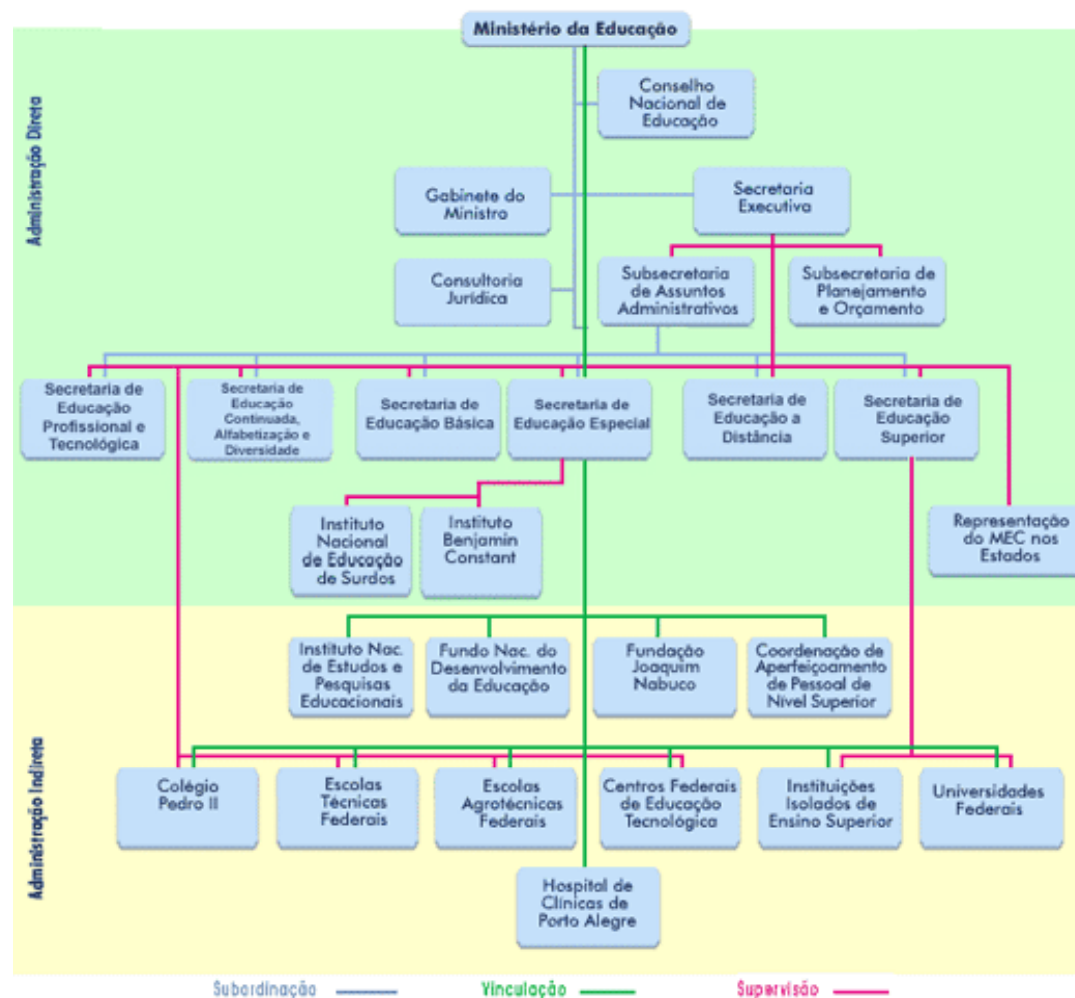 Ministério da Educação
Administração Direta
Conselho
Nacional de
Educação
Gabinete do
Ministro
Secretaria
Executiva
Consultoria
Jurídica
Subsecretaria
de Assuntos
Administrativos
Subsecretaria de
Planejamento
e Orçamento
Secretaria de
Educação
Profissional e
Tecnológica
Secretaria de
Educação
Continuada,
Alfabetização e
Diversidade
Secretaria de
Educação Básica
Secretaria de
Educação Especial
Secretaria de
Educação a
Distância
Secretaria de
Educação
Superior
Instituto
Nacional
de Educação
de Surdos
Instituto
Benjamin
Constant
Representação
do MEC nos
Estados
Administração Indireta
Instituto Nac.
de Estudos e
Pesquisas
Educacionais
Fundo Nac. do
Desenvolvimento
da Educação
Fundação
Joaquim
Nabuco
Coordenação de
Aperfeiçoamento
de Pessoal de
Nível Superior
Colégio
Pedro II
Escolas
Técnicas
Federais
Escolas
Agrotécnicas
Federais
Centros Federais
de Educação
Tecnológica
Instituições
Isolados de
Ensino Superior
Universidades
Federais
Hospital de
Clínicas de
Porto Alegre
Subordinação
Vinculação
Supervisão